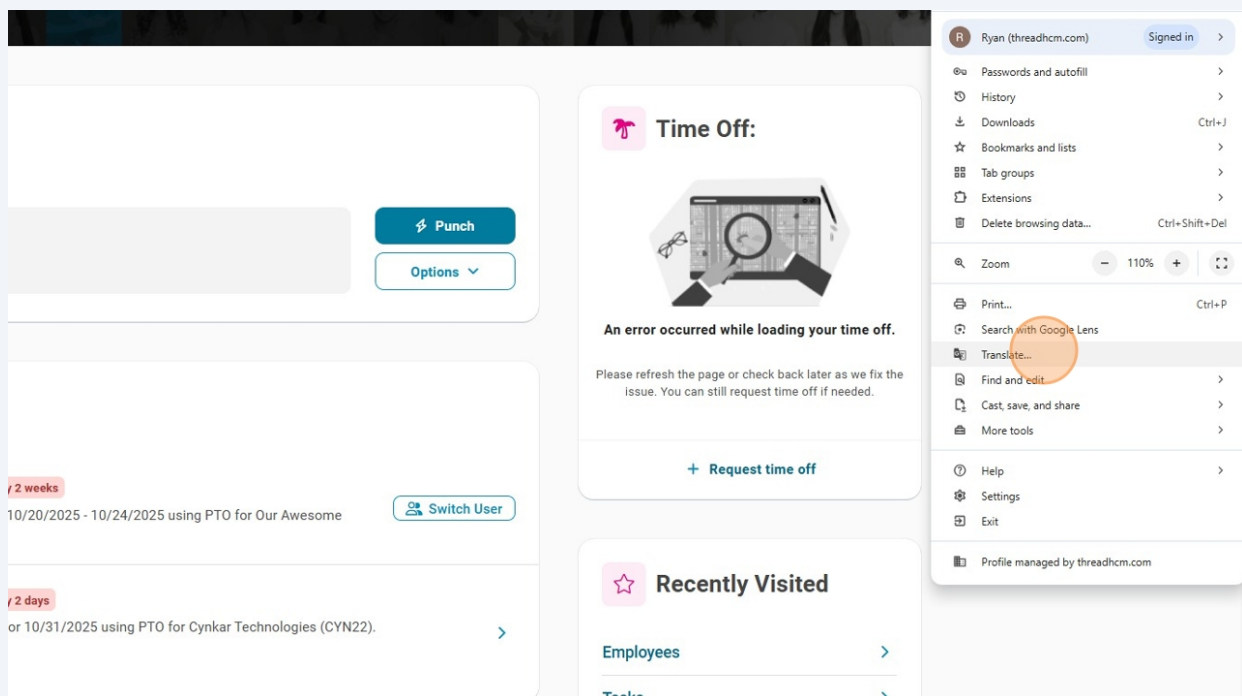 Punch
Options
y 2 weeks
10/20/2025 - 10/24/2025 using PTO for Our Awesome
Switch User
y 2 days
or 10/31/2025 using PTO for Cynkar Technologies (CYN22).
Time Off:
An error occurred while loading your time off.
Please refresh the page or check back later as we fix the
issue. You can still request time off if needed.
+ Request time off
Recently Visited
Employees
Tasks
R Ryan (threadhcm.com) Signed in
Passwords and autofill
History
Downloads Ctrl+J
Bookmarks and lists
Tab groups
Extensions
Delete browsing data... Ctrl+Shift+Del
Zoom − 110% +
Print... Ctrl+P
Search with Google Lens
Translate...
Find and edit
Cast, save, and share
More tools
Help
Settings
Exit
Profile managed by threadhcm.com